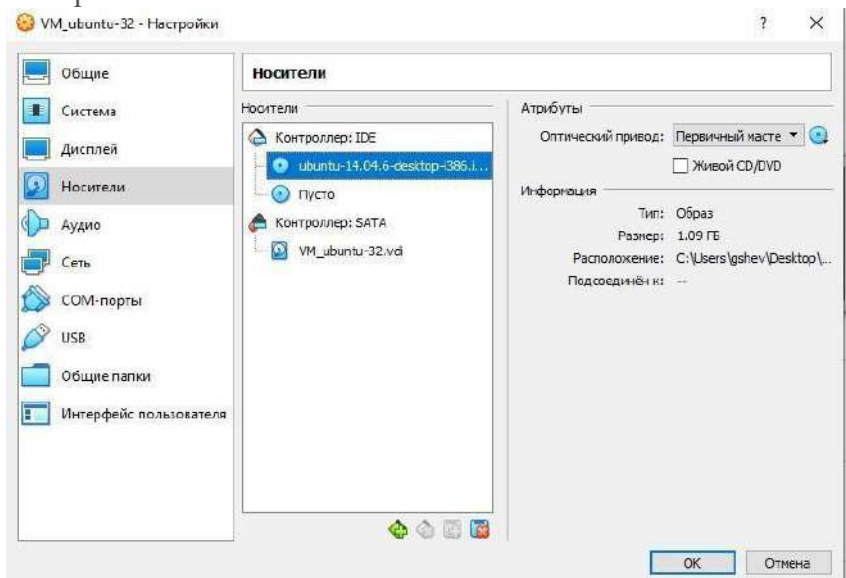 VM_ubuntu-32 - Настройки
?
Общие
Система
Дисплей
Носители
Аудио
Сеть
COM-порты
USB
Общие папки
Интерфейс пользователя
Носители
Носители
Контроллер: IDE
ubuntu-14.04.6-desktop-i386.i...
Пусто
Контроллер: SATA
VM_ubuntu-32.vdi
Атрибуты
Оптический привод: Первичный масте
Живой CD/DVD
Информация
Тип: Образ
Размер: 1.09 ГБ
Расположение: C:\Users\gshev\Desktop\...
Подсоединён к: --
OK
Отмена